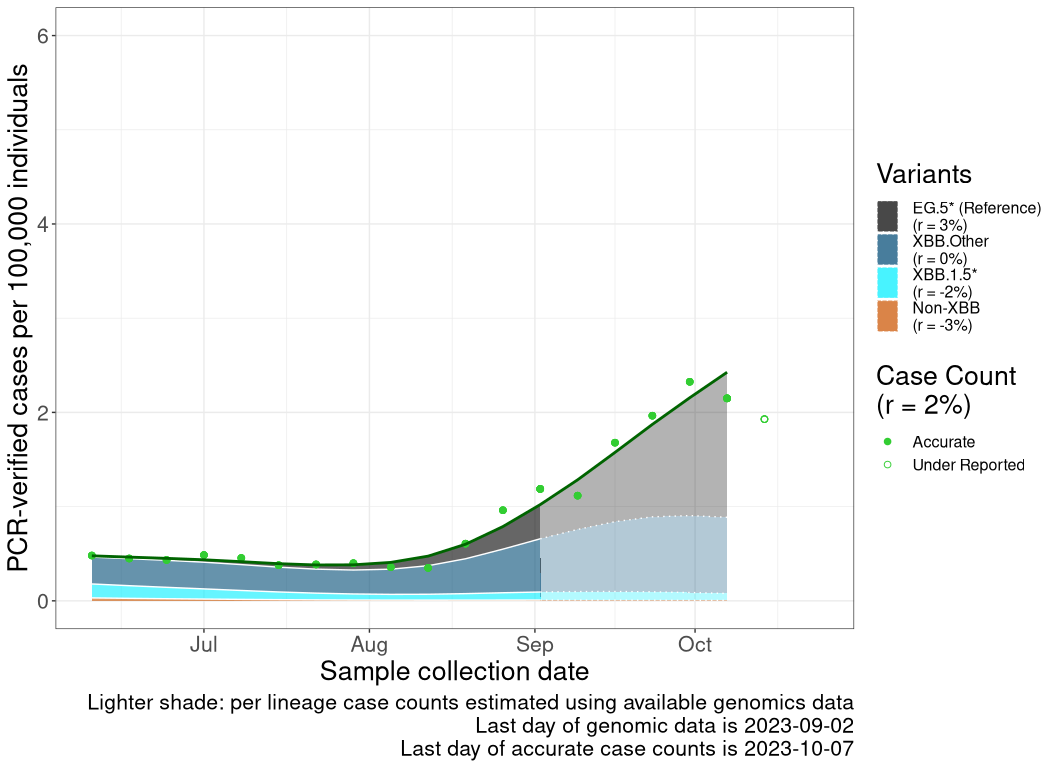 PCR-verified cases per 100,000 individuals
6
4
2
0
Jul Aug Sep Oct
Sample collection date
Lighter shade: per lineage case counts estimated using available genomics data
Last day of genomic data is 2023-09-02
Last day of accurate case counts is 2023-10-07
Variants
EG.5* (Reference)
(r = 3%)
XBB.Other
(r = 0%)
XBB.1.5*
(r = -2%)
Non-XBB
(r = -3%)
Case Count
(r = 2%)
Accurate
Under Reported